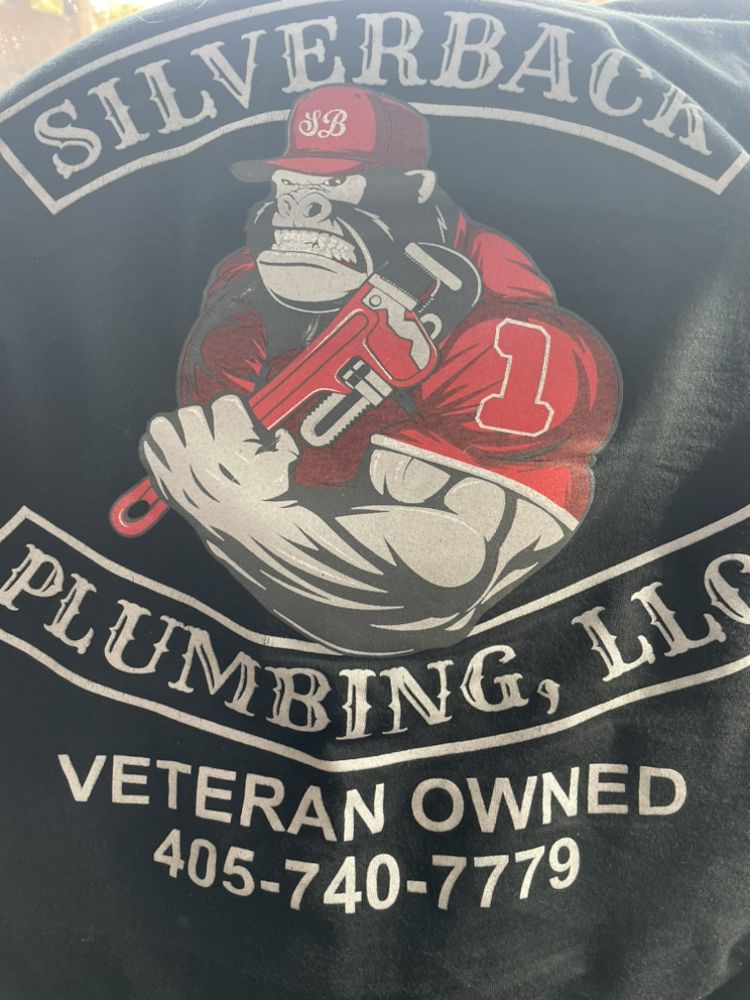 SILVERBACK
SB
1
PLUMBING, LLC
VETERAN OWNED
405-740-7779